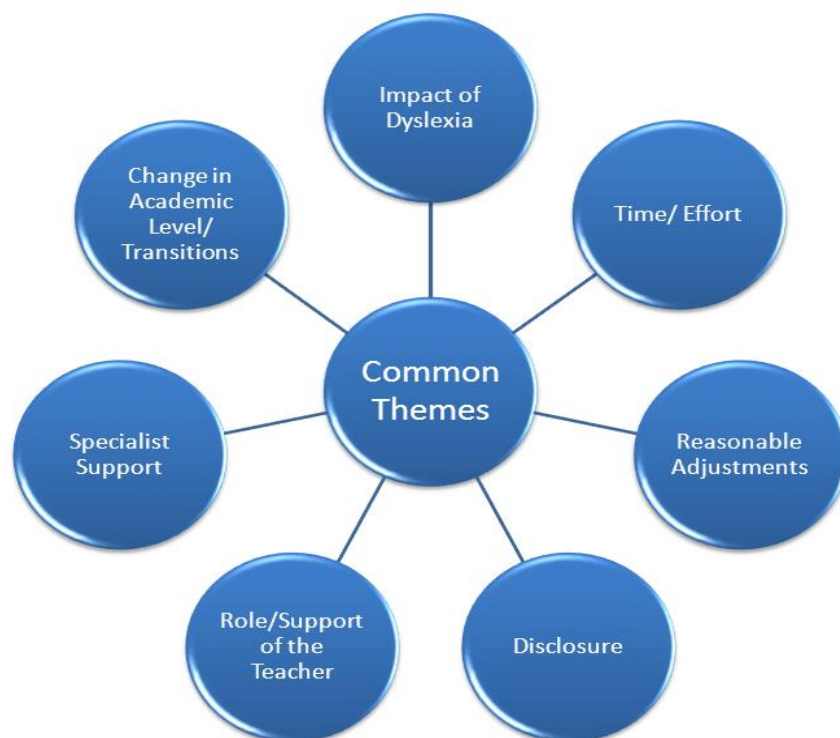 Impact of
Dyslexia
Change in
Academic
Level/
Transitions
Time/ Effort
Common
Themes
Specialist
Support
Reasonable
Adjustments
Role/Support
of the
Teacher
Disclosure